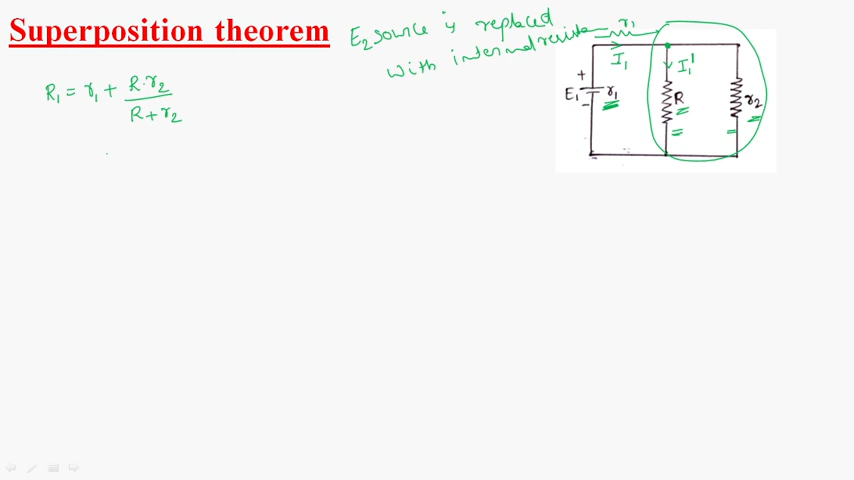 Superposition theorem
E2 source is replaced
with internal resistance r1
R1 = r1 + R·r2
R + r2
I1
I1'
+
E1 r1
-
R
r2